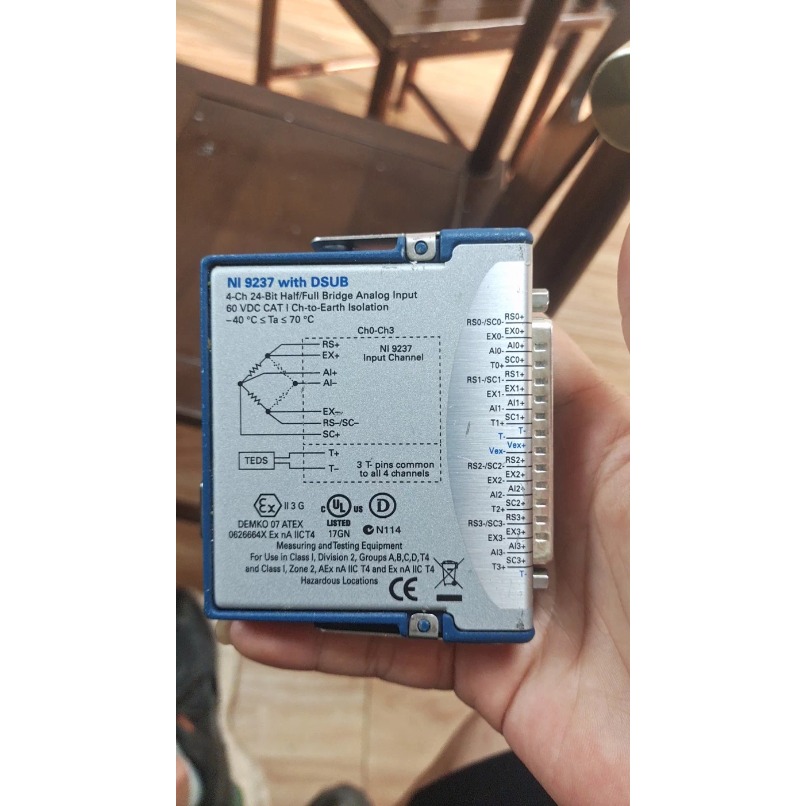 NI 9237 with DSUB
4-Ch 24-Bit Half/Full Bridge Analog Input
60 VDC CAT I Ch-to-Earth Isolation
–40 °C ≤ Ta ≤ 70 °C
Ch0-Ch3
NI 9237
Input Channel
RS+
EX+
AI+
AI–
EX–
RS–/SC–
SC+
TEDS
T+
T–
3 T- pins common
to all 4 channels
Ex II 3 G
DEMKO 07 ATEX
0626664X Ex nA IIC T4
C UL US
LISTED
17GN
D
N114
Measuring and Testing Equipment
For Use in Class I, Division 2, Groups A,B,C,D, T4
and Class I, Zone 2, AEx nA IIC T4 and Ex nA IIC T4
Hazardous Locations
CE
RS0+
RS0-/SC0-
EX0+
EX0-
AI0+
AI0-
SC0+
T0+
RS1+
RS1-/SC1-
EX1+
EX1-
AI1+
AI1-
SC1+
T1+
T-
T-
Vex+
Vex-
RS2+
RS2-/SC2-
EX2+
EX2-
AI2+
AI2-
SC2+
T2+
RS3+
RS3-/SC3-
EX3+
EX3-
AI3+
AI3-
SC3+
T3+
T-